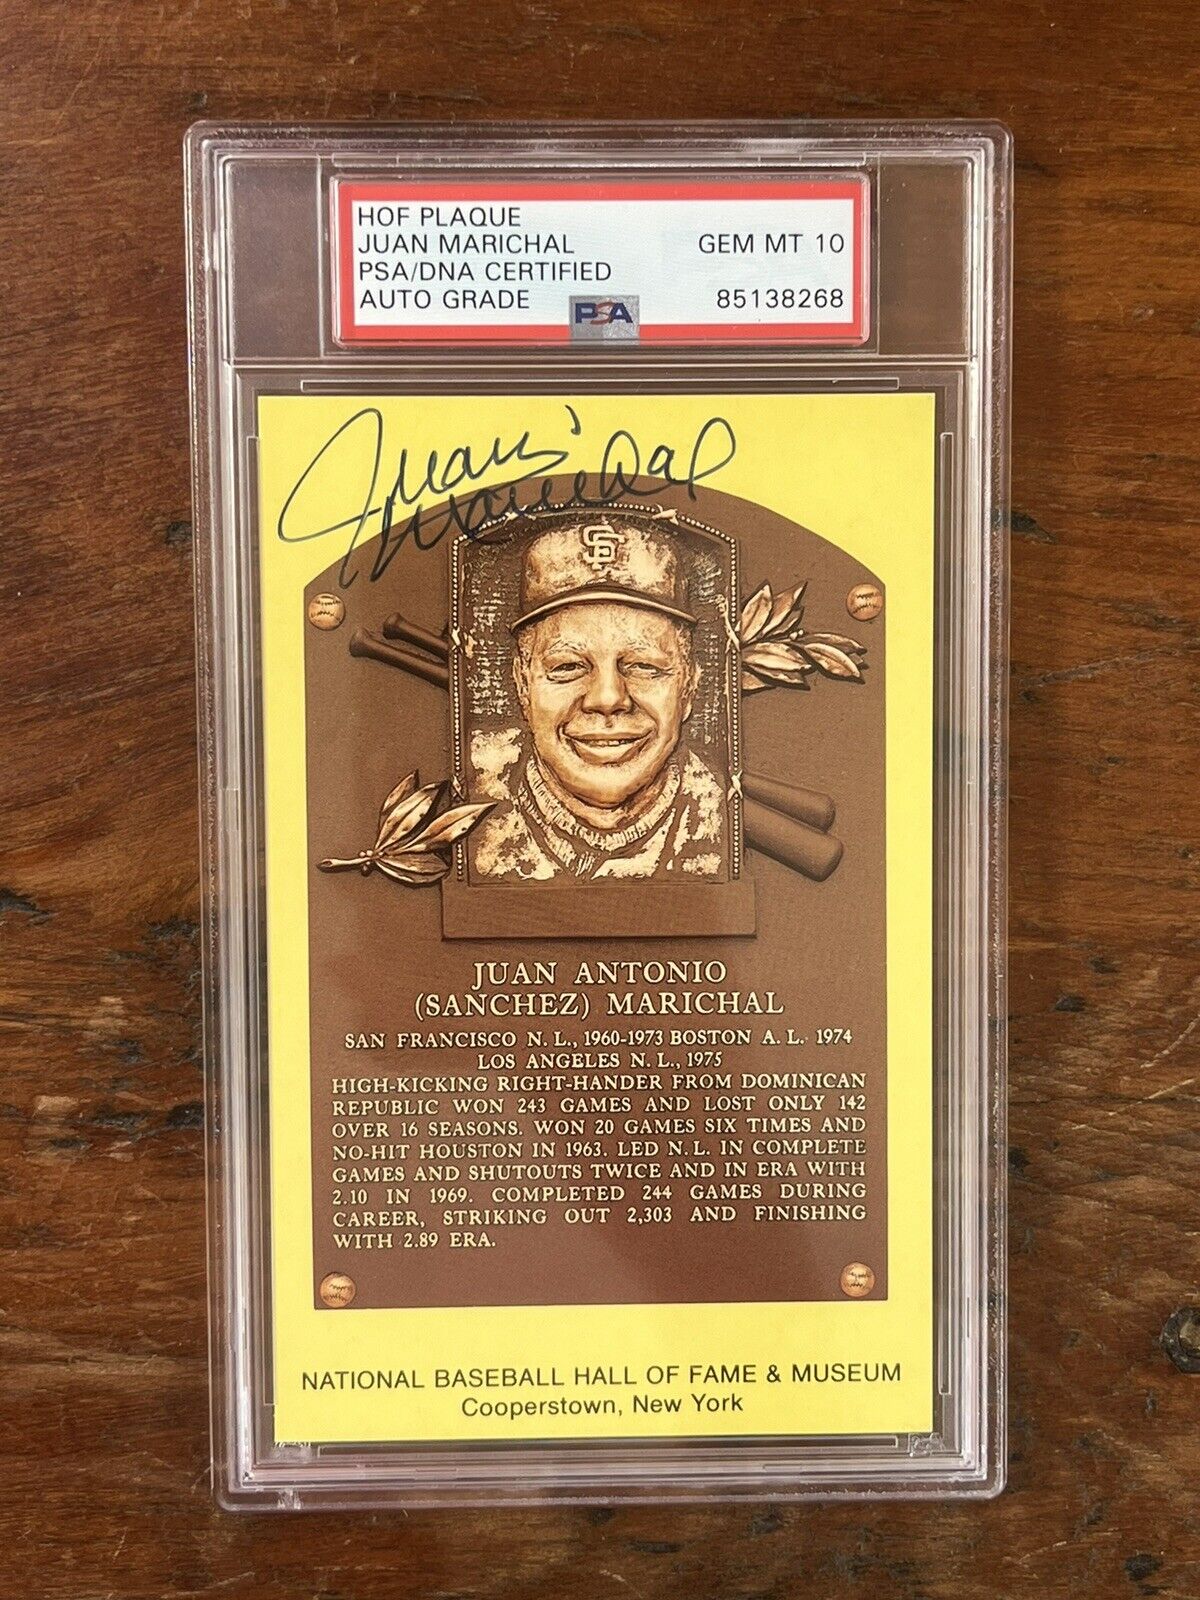 HOF PLAQUE
JUAN MARICHAL GEM MT 10
PSA/DNA CERTIFIED
AUTO GRADE 85138268
PSA
Juan
Marichal
SF
JUAN ANTONIO
(SANCHEZ) MARICHAL
SAN FRANCISCO N. L., 1960-1973 BOSTON A. L. 1974
LOS ANGELES N. L., 1975
HIGH-KICKING RIGHT-HANDER FROM DOMINICAN
REPUBLIC WON 243 GAMES AND LOST ONLY 142
OVER 16 SEASONS. WON 20 GAMES SIX TIMES AND
NO-HIT HOUSTON IN 1963. LED N. L. IN COMPLETE
GAMES AND SHUTOUTS TWICE AND IN ERA WITH
2.10 IN 1969. COMPLETED 244 GAMES DURING
CAREER, STRIKING OUT 2,303 AND FINISHING
WITH 2.89 ERA.
NATIONAL BASEBALL HALL OF FAME & MUSEUM
Cooperstown, New York
PSA